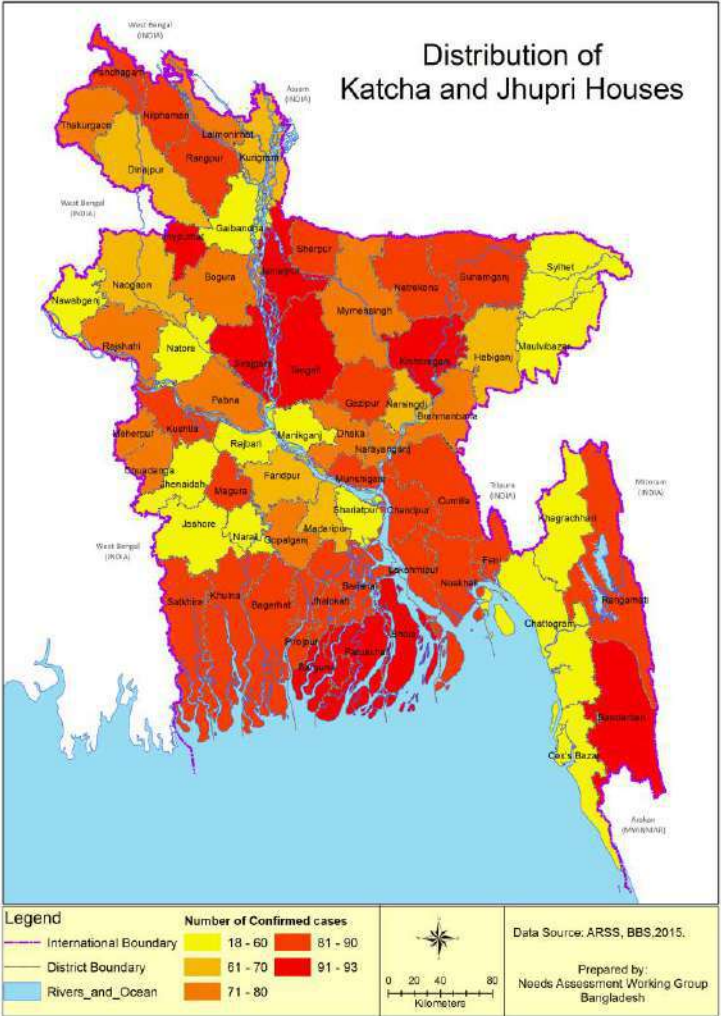 Distribution of
Katcha and Jhupri Houses
West Bengal
(INDIA)
Assam
(INDIA)
Panchagarh
Nilphamari
Lalmonirhat
Thakurgaon
Kurigram
Rangpur
Dinajpur
West Bengal
(INDIA)
Gaibandha
Sherpur
Sylhet
Sunamganj
Netrekona
Bogura
Naogaon
Nawabganj
Mymensingh
Maulvibazar
Habiganj
Rajshahi
Natore
Sirajganj
Tangail
Kishoreganj
Pabna
Gazipur
Narsingdi
Brahmanbaria
Manikganj
Dhaka
Meherpur
Kushtia
Rajbari
Narayanganj
Chuadanga
Jhenaidah
Magura
Faridpur
Munshiganj
Tripura
(INDIA)
Mizoram
(INDIA)
Shariatpur
Chandpur
Cumilla
Khagrachhari
Jashore
Narail
Gopalganj
Madaripur
West Bengal
(INDIA)
Lakshmipur
Feni
Noakhali
Rangamati
Satkhira
Khulna
Bagerhat
Jhalokati
Barishal
Chattogram
Pirojpur
Patuakhali
Bhola
Barguna
Bandarban
Cox's Bazar
Arakan
(MYANMAR)
Legend
International Boundary
District Boundary
Rivers_and_Ocean
Number of Confirmed cases
18 - 60
61 - 70
71 - 80
81 - 90
91 - 93
0 20 40 60 80
Kilometers
Data Source: ARSS, BBS,2015.
Prepared by:
Needs Assessment Working Group
Bangladesh